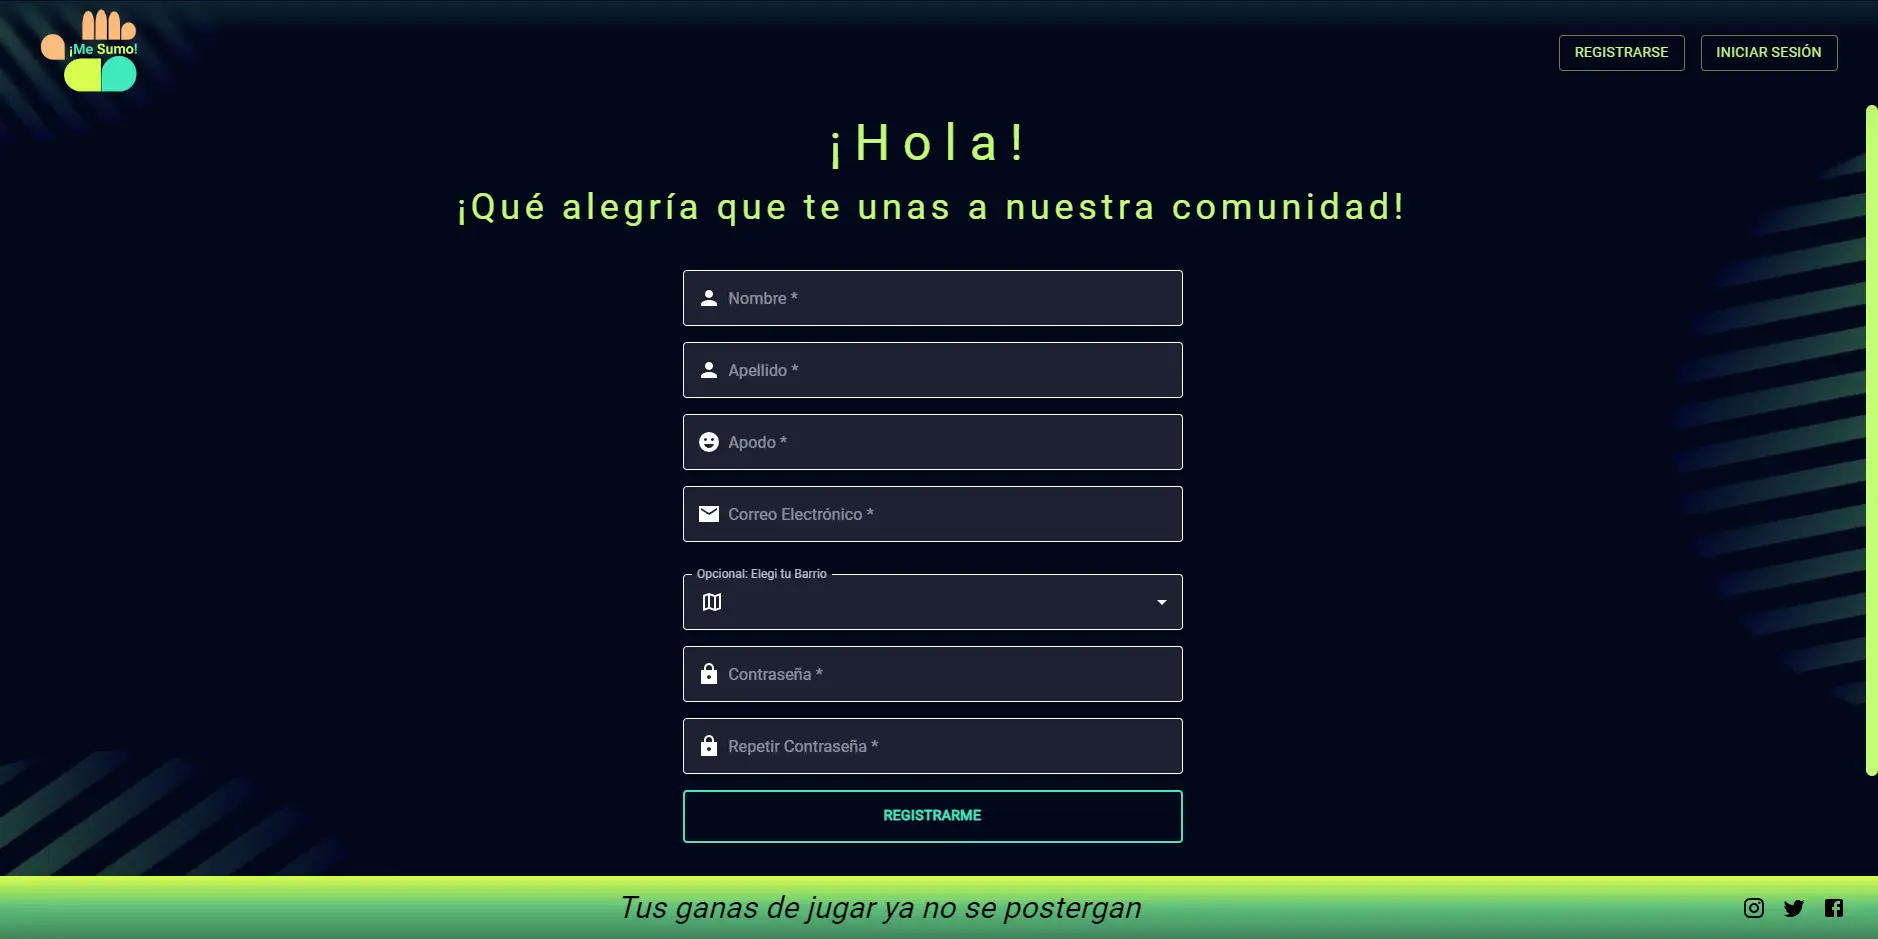 ¡Me Sumo!
REGISTRARSE
INICIAR SESIÓN
¡Hola!
¡Qué alegría que te unas a nuestra comunidad!
Nombre *
Apellido *
Apodo *
Correo Electrónico *
Opcional: Elegi tu Barrio
Contraseña *
Repetir Contraseña *
REGISTRARME
Tus ganas de jugar ya no se postergan